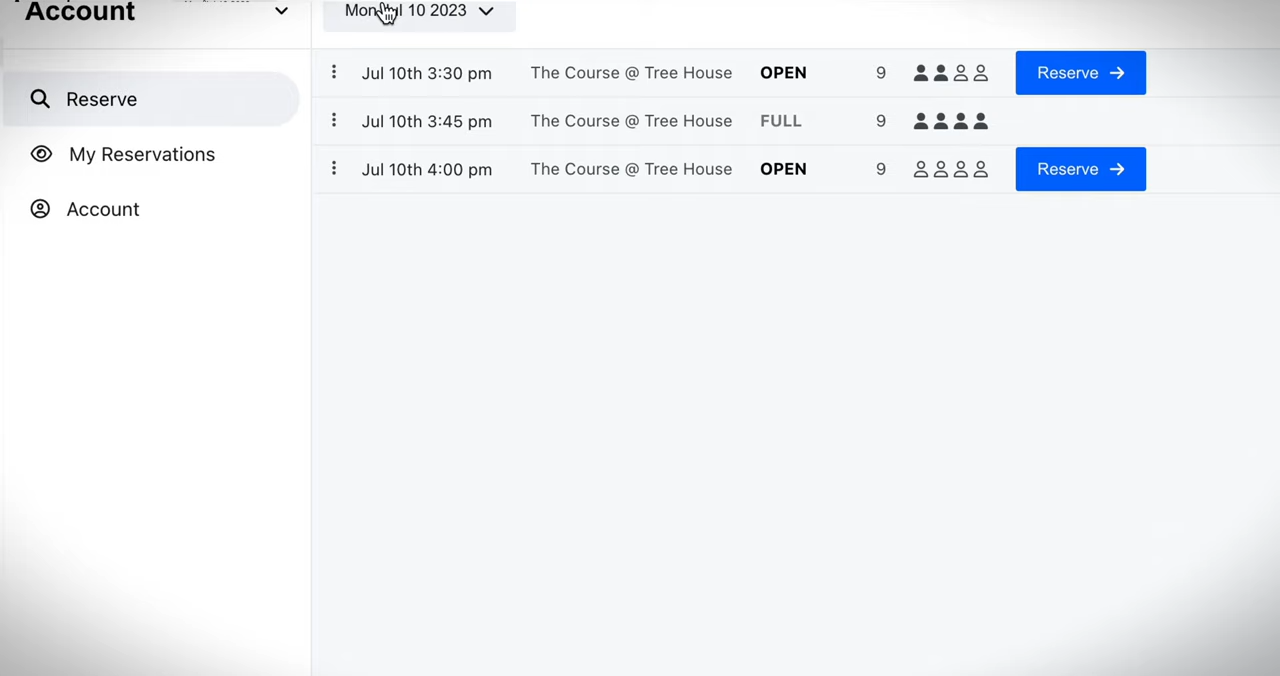 Account
Mon Jul 10 2023
Reserve
My Reservations
Account
Jul 10th 3:30 pm The Course @ Tree House OPEN 9 Reserve
Jul 10th 3:45 pm The Course @ Tree House FULL 9
Jul 10th 4:00 pm The Course @ Tree House OPEN 9 Reserve